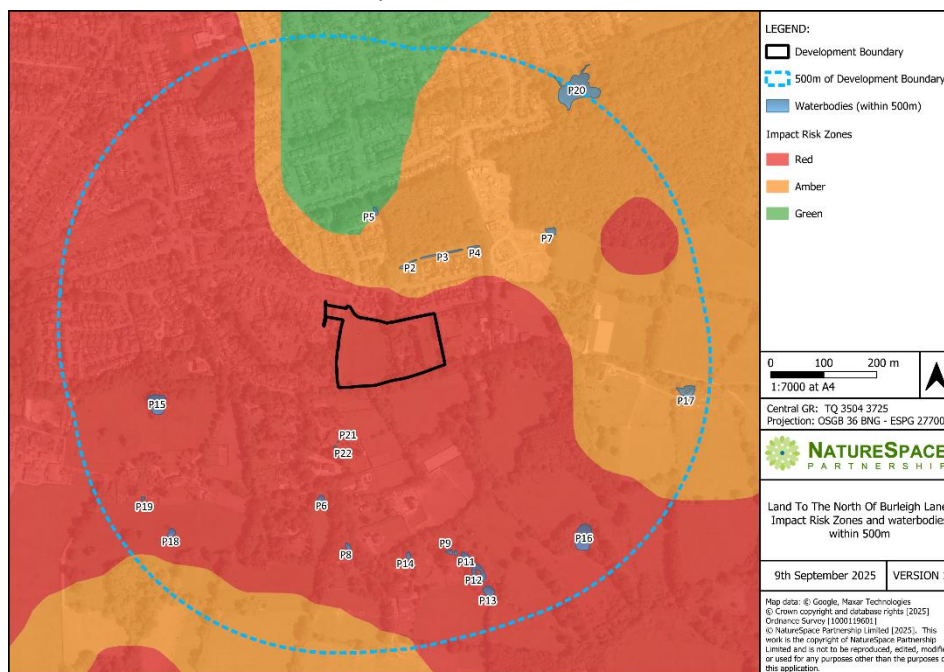 P20
P5
P7
P4
P3
P2
P17
P15
P21
P22
P6
P19
P18
P9
P16
P8
P14
P11
P12
P13
LEGEND:
Development Boundary
500m of Development Boundary
Waterbodies (within 500m)
Impact Risk Zones
Red
Amber
Green
0 100 200 m
1:7000 at A4
Central GR: TQ 3504 3725
Projection: OSGB 36 BNG - ESPG 27700
NATURESPACE
PARTNERSHIP
Land To The North Of Burleigh Lane
Impact Risk Zones and waterbodies
within 500m
9th September 2025
VERSION 1
Map data: © Google, Maxar Technologies
© Crown copyright and database rights [2025]
Ordnance Survey [1000119601]
© NatureSpace Partnership Limited [2025]. This
work is the copyright of NatureSpace Partnership
Limited and is not to be reproduced, edited, modifie
or used for any purposes other than the purposes o
this application.